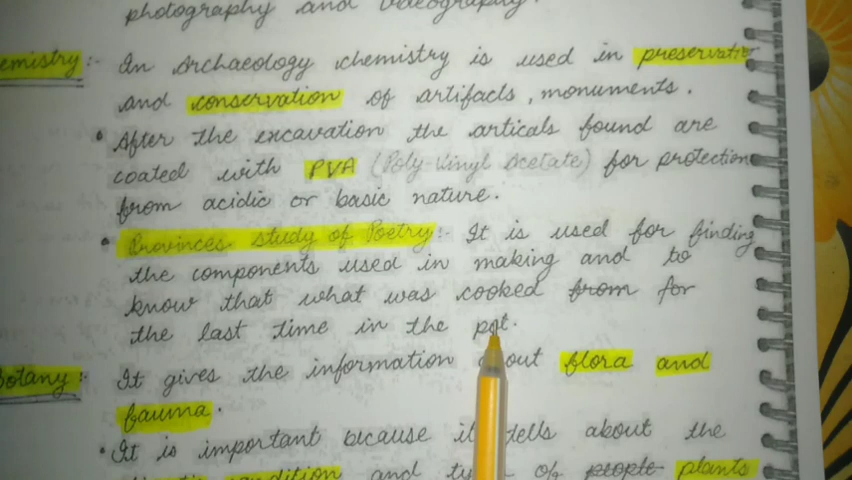 photography and videography.
emistry:- In Archaeology chemistry is used in preservation
and conservation of artifacts, monuments.
• After the excavation the articals found are
coated with PVA (Poly-Vinyl Acetate) for protection
from acidic or basic nature.
• Provinces study of Poetry:- It is used for finding
the components used in making and to
know that what was cooked from for
the last time in the pot.
Botany:- It gives the information about flora and
fauma.
• It is important because it tells about the
condition and type of people plants